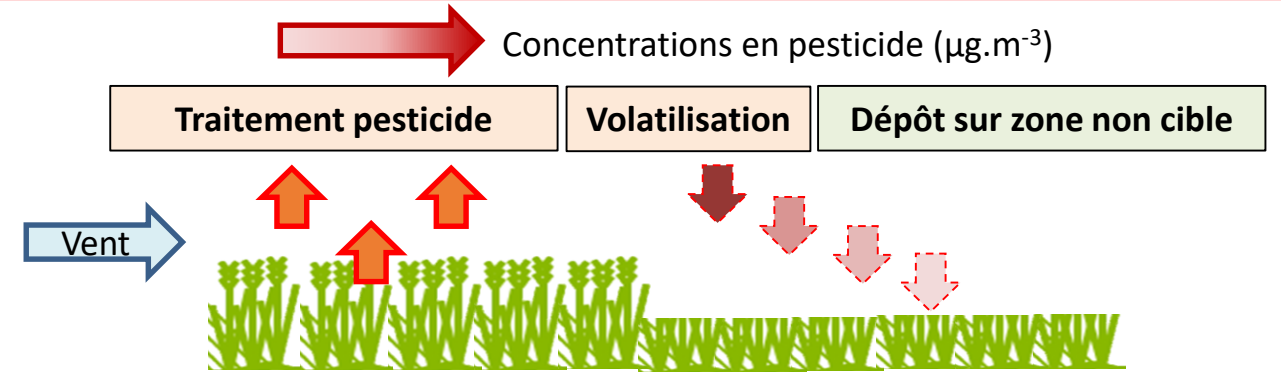 Concentrations en pesticide (µg.m-3)
Traitement pesticide
Volatilisation
Dépôt sur zone non cible
Vent